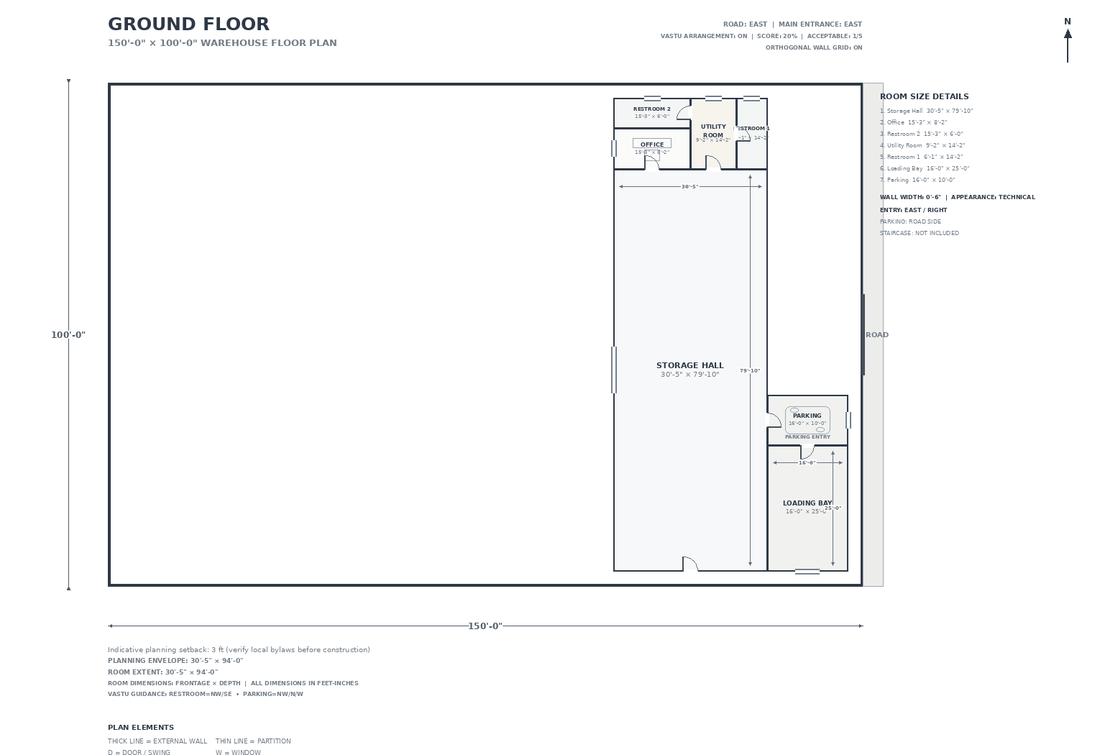 GROUND FLOOR
150'-0" × 100'-0" WAREHOUSE FLOOR PLAN
ROAD: EAST | MAIN ENTRANCE: EAST
VASTU ARRANGEMENT: ON | SCORE: 20% | ACCEPTABLE: 1/5
ORTHOGONAL WALL GRID: ON
N
ROOM SIZE DETAILS
1. Storage Hall 30'-5" × 79'-10"
2. Office 15'-3" × 8'-2"
3. Restroom 2 15'-3" × 6'-0"
4. Utility Room 9'-2" × 14'-2"
5. Restroom 1 6'-1" × 14'-2"
6. Loading Bay 16'-0" × 25'-0"
7. Parking 16'-0" × 10'-0"
WALL WIDTH: 0'-6" | APPEARANCE: TECHNICAL
ENTRY: EAST / RIGHT
PARKING: ROAD SIDE
STAIRCASE: NOT INCLUDED
RESTROOM 2
15'-3" × 6'-0"
UTILITY
ROOM
9'-2" × 14'-2"
OFFICE
15'-3" × 8'-2"
30'-5"
100'-0"
ROAD
STORAGE HALL
30'-5" × 79'-10"
79'-10"
PARKING
16'-0" × 10'-0"
PARKING ENTRY
16'-0"
LOADING BAY
16'-0" × 25'-0"
25'-0"
150'-0"
Indicative planning setback: 3 ft (verify local bylaws before construction)
PLANNING ENVELOPE: 30'-5" × 94'-0"
ROOM EXTENT: 30'-5" × 94'-0"
ROOM DIMENSIONS: FRONTAGE × DEPTH | ALL DIMENSIONS IN FEET-INCHES
VASTU GUIDANCE: RESTROOM=NW/SE • PARKING=NW/N/W
PLAN ELEMENTS
THICK LINE = EXTERNAL WALL THIN LINE = PARTITION
D = DOOR / SWING W = WINDOW